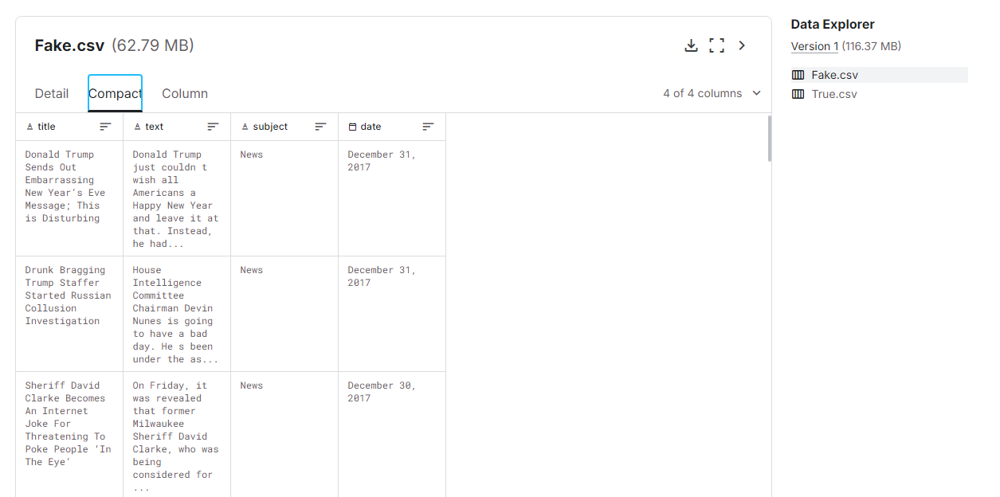 Fake.csv (62.79 MB)
Detail
Compact
Column
4 of 4 columns
title
text
subject
date
Donald Trump
Sends Out
Embarrassing
New Year’s Eve
Message; This
is Disturbing
Donald Trump
just couldn t
wish all
Americans a
Happy New Year
and leave it at
that. Instead,
he had...
News
December 31,
2017
Drunk Bragging
Trump Staffer
Started Russian
Collusion
Investigation
House
Intelligence
Committee
Chairman Devin
Nunes is going
to have a bad
day. He s been
under the as...
News
December 31,
2017
Sheriff David
Clarke Becomes
An Internet
Joke For
Threatening To
Poke People ‘In
The Eye’
On Friday, it
was revealed
that former
Milwaukee
Sheriff David
Clarke, who was
being
considered for
...
News
December 30,
2017
Data Explorer
Version 1 (116.37 MB)
Fake.csv
True.csv